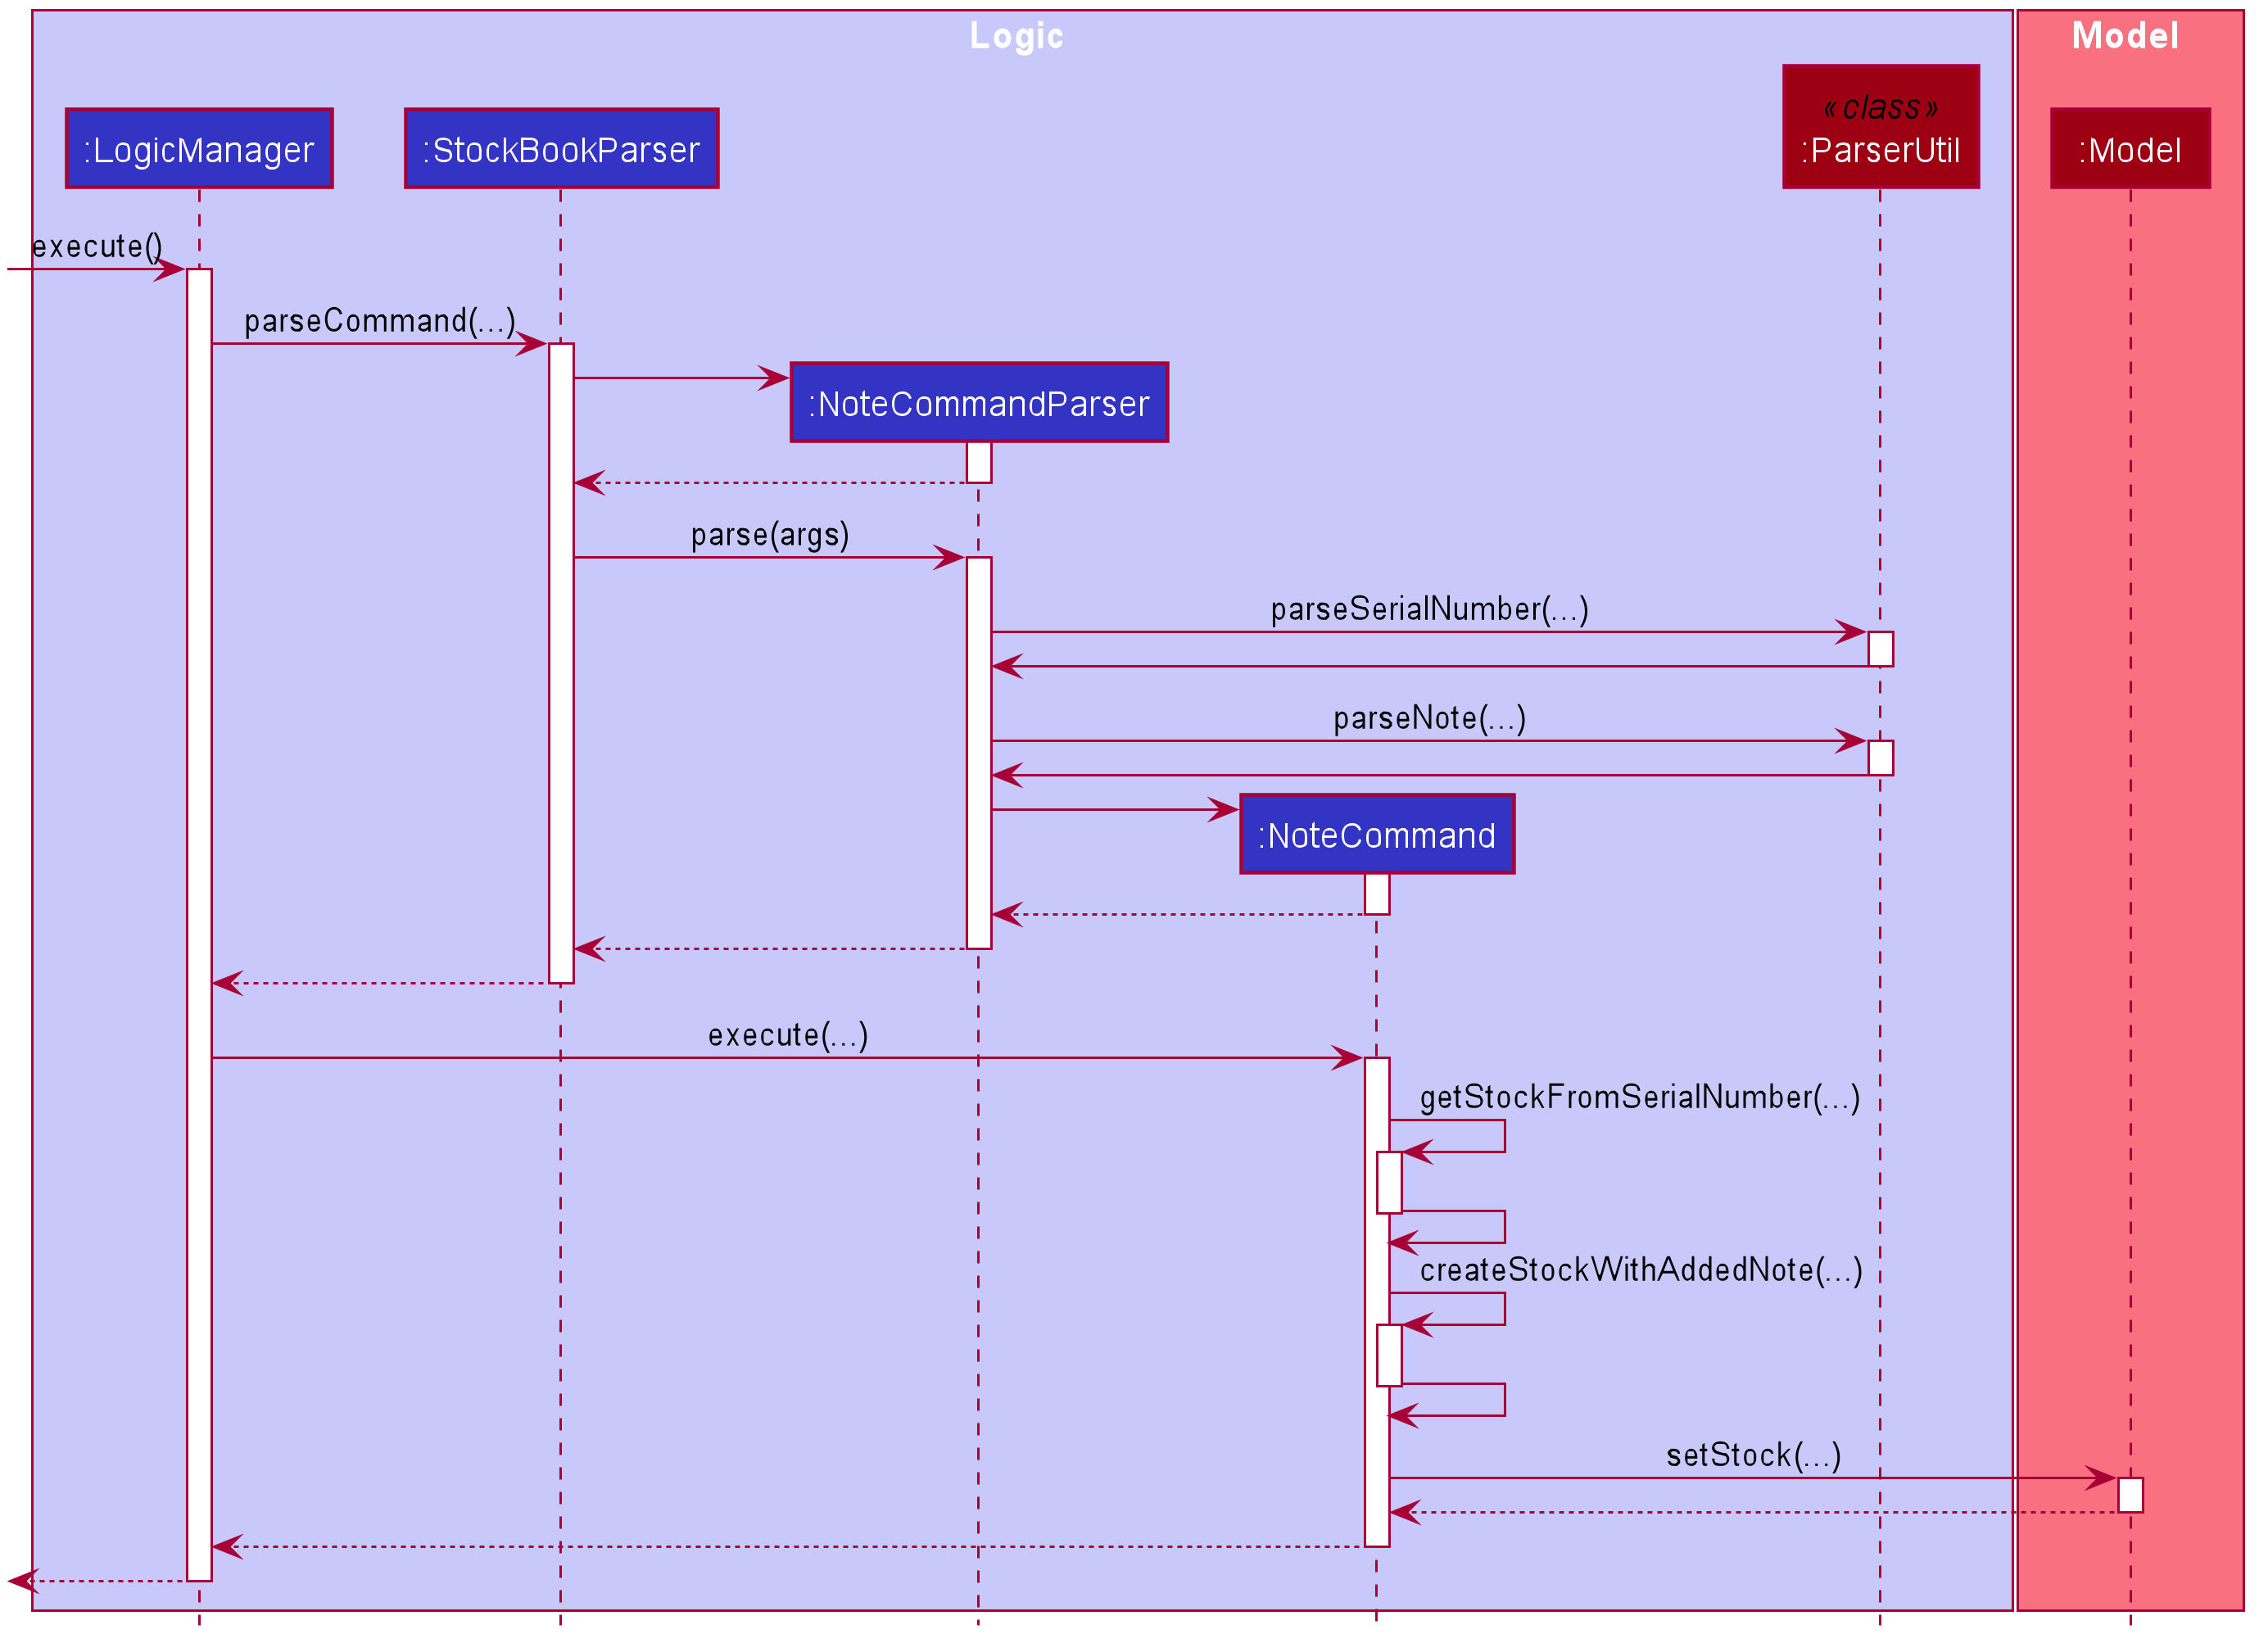 Logic
Model
«class»
:LogicManager
:StockBookParser
:ParserUtil
:Model
execute()
parseCommand(...)
:NoteCommandParser
parse(args)
parseSerialNumber(...)
parseNote(...)
:NoteCommand
execute(...)
getStockFromSerialNumber(...)
createStockWithAddedNote(...)
setStock(...)